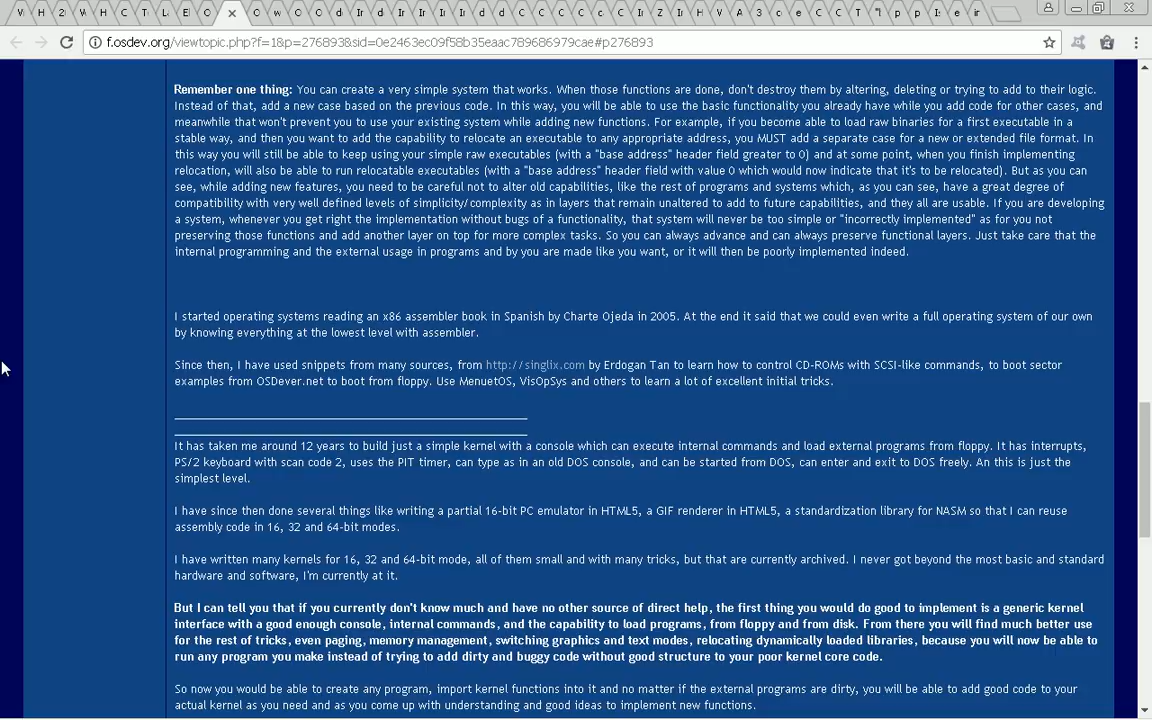 f.osdev.org/viewtopic.php?f=1&p=276893&sid=0e2463ec09f58b35eaac789686979cae#p276893
Remember one thing: You can create a very simple system that works. When those functions are done, don't destroy them by altering, deleting or trying to add to their logic.
Instead of that, add a new case based on the previous code. In this way, you will be able to use the basic functionality you already have while you add code for other cases, and
meanwhile that won't prevent you to use your existing system while adding new functions. For example, if you become able to load raw binaries for a first executable in a
stable way, and then you want to add the capability to relocate an executable to any appropriate address, you MUST add a separate case for a new or extended file format. In
this way you will still be able to keep using your simple raw executables (with a "base address" header field greater to 0) and at some point, when you finish implementing
relocation, will also be able to run relocatable executables (with a "base address" header field with value 0 which would now indicate that it's to be relocated). But as you can
see, while adding new features, you need to be careful not to alter old capabilities, like the rest of programs and systems which, as you can see, have a great degree of
compatibility with very well defined levels of simplicity/complexity as in layers that remain unaltered to add to future capabilities, and they all are usable. If you are developing
a system, whenever you get right the implementation without bugs of a functionality, that system will never be too simple or "incorrectly implemented" as for you not
preserving those functions and add another layer on top for more complex tasks. So you can always advance and can always preserve functional layers. Just take care that the
internal programming and the external usage in programs and by you are made like you want, or it will then be poorly implemented indeed.
I started operating systems reading an x86 assembler book in Spanish by Charte Ojeda in 2005. At the end it said that we could even write a full operating system of our own
by knowing everything at the lowest level with assembler.
Since then, I have used snippets from many sources, from http://singlix.com by Erdogan Tan to learn how to control CD-ROMs with SCSI-like commands, to boot sector
examples from OSDever.net to boot from floppy. Use MenuetOS, VisOpSys and others to learn a lot of excellent initial tricks.
It has taken me around 12 years to build just a simple kernel with a console which can execute internal commands and load external programs from floppy. It has interrupts,
PS/2 keyboard with scan code 2, uses the PIT timer, can type as in an old DOS console, and can be started from DOS, can enter and exit to DOS freely. An this is just the
simplest level.
I have since then done several things like writing a partial 16-bit PC emulator in HTML5, a GIF renderer in HTML5, a standardization library for NASM so that I can reuse
assembly code in 16, 32 and 64-bit modes.
I have written many kernels for 16, 32 and 64-bit mode, all of them small and with many tricks, but that are currently archived. I never got beyond the most basic and standard
hardware and software, I'm currently at it.
But I can tell you that if you currently don't know much and have no other source of direct help, the first thing you would do good to implement is a generic kernel
interface with a good enough console, internal commands, and the capability to load programs, from floppy and from disk. From there you will find much better use
for the rest of tricks, even paging, memory management, switching graphics and text modes, relocating dynamically loaded libraries, because you will now be able to
run any program you make instead of trying to add dirty and buggy code without good structure to your poor kernel core code.
So now you would be able to create any program, import kernel functions into it and no matter if the external programs are dirty, you will be able to add good code to your
actual kernel as you need and as you come up with understanding and good ideas to implement new functions.